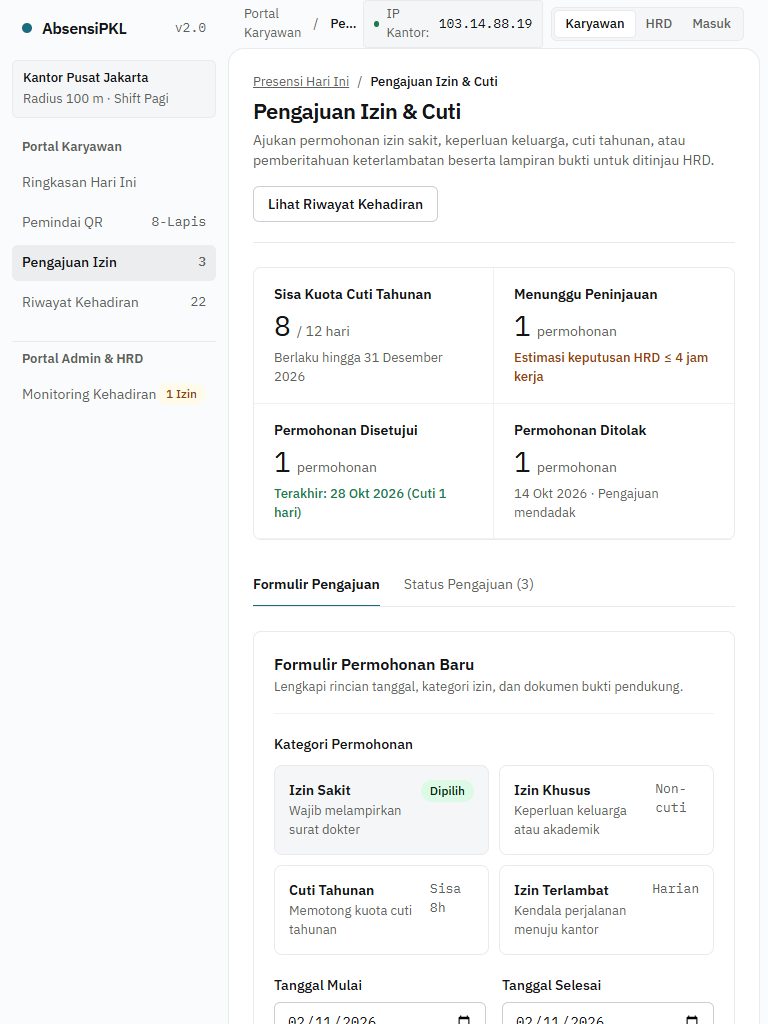 AbsensiPKL v2.0
Kantor Pusat Jakarta
Radius 100 m · Shift Pagi
Portal Karyawan
Ringkasan Hari Ini
Pemindai QR 8-Lapis
Pengajuan Izin 3
Riwayat Kehadiran 22
Portal Admin & HRD
Monitoring Kehadiran 1 Izin
Portal Karyawan / Pe...
IP Kantor: 103.14.88.19
Karyawan HRD Masuk
Presensi Hari Ini / Pengajuan Izin & Cuti
Pengajuan Izin & Cuti
Ajukan permohonan izin sakit, keperluan keluarga, cuti tahunan, atau
pemberitahuan keterlambatan beserta lampiran bukti untuk ditinjau HRD.
Lihat Riwayat Kehadiran
Sisa Kuota Cuti Tahunan
8 / 12 hari
Berlaku hingga 31 Desember
2026
Menunggu Peninjauan
1 permohonan
Estimasi keputusan HRD ≤ 4 jam
kerja
Permohonan Disetujui
1 permohonan
Terakhir: 28 Okt 2026 (Cuti 1
hari)
Permohonan Ditolak
1 permohonan
14 Okt 2026 · Pengajuan
mendadak
Formulir Pengajuan Status Pengajuan (3)
Formulir Permohonan Baru
Lengkapi rincian tanggal, kategori izin, dan dokumen bukti pendukung.
Kategori Permohonan
Izin Sakit Dipilih
Wajib melampirkan
surat dokter
Izin Khusus Non-
cuti
Keperluan keluarga
atau akademik
Cuti Tahunan Sisa
8h
Memotong kuota cuti
tahunan
Izin Terlambat Harian
Kendala perjalanan
menuju kantor
Tanggal Mulai
02/11/2026
Tanggal Selesai
02/11/2026